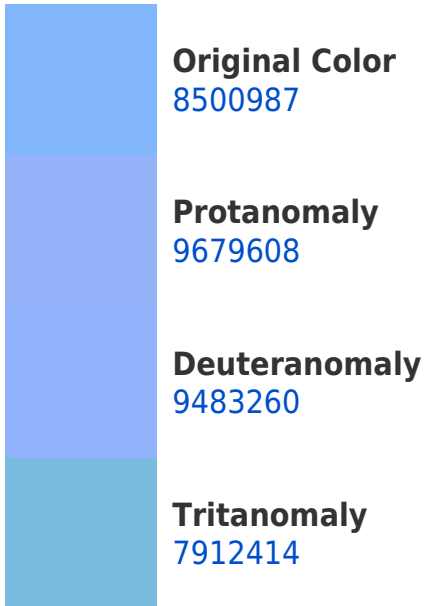 Original Color
8500987
Protanomaly
9679608
Deuteranomaly
9483260
Tritanomaly
7912414